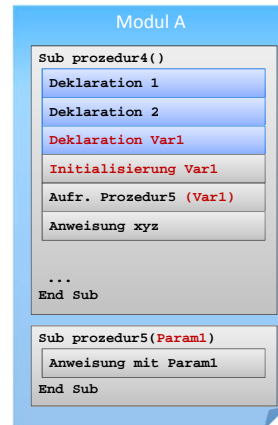 Modul A
Sub prozedur4()
Deklaration 1
Deklaration 2
Deklaration Var1
Initialisierung Var1
Aufr. Prozedur5 (Var1)
Anweisung xyz
...
End Sub
Sub prozedur5(Param1)
Anweisung mit Param1
End Sub